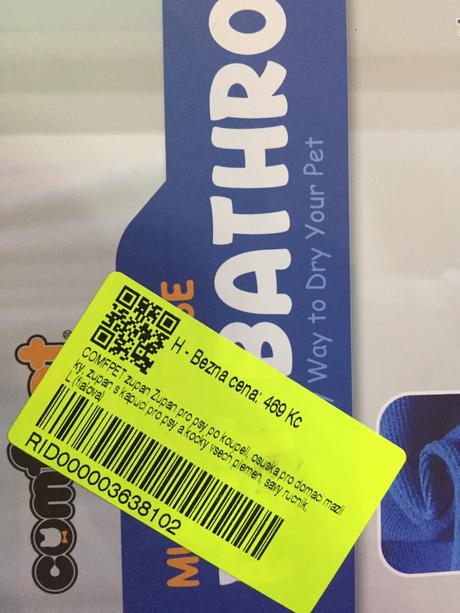 BATHRO
Way to Dry Your Pet
H - Bezna cena: 469 Kc
COMFPET zupan Zupan pro psy po koupeli, osuska pro domaci mazli
ky, zupan s kapuci pro psy a kocky vsech plemen, savy rucnik,
L (fialova)
RID000003638102